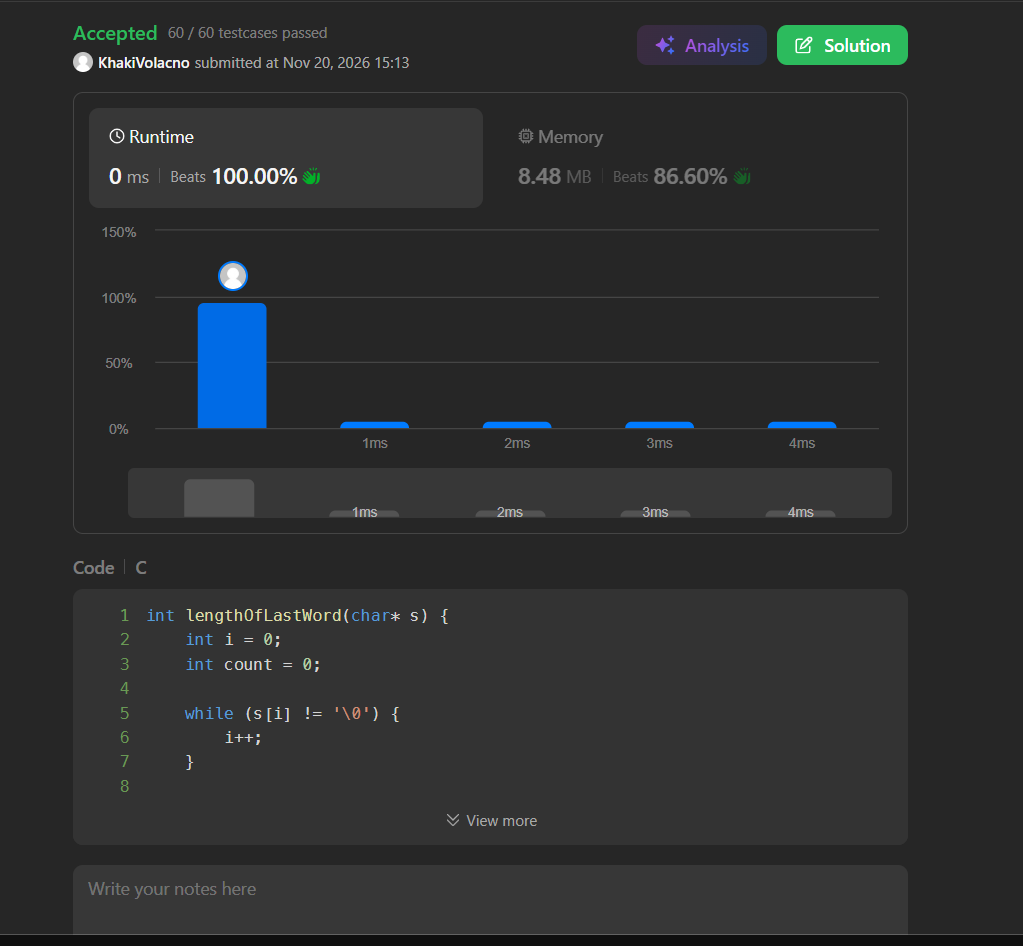 Accepted 60 / 60 testcases passed
KhakiVolacno submitted at Nov 20, 2026 15:13
Analysis
Solution
Runtime
0 ms | Beats 100.00%
Memory
8.48 MB | Beats 86.60%
150%
100%
50%
0%
1ms 2ms 3ms 4ms
1ms 2ms 3ms 4ms
Code | C
1 int lengthOfLastWord(char* s) {
2     int i = 0;
3     int count = 0;
4
5     while (s[i] != '\0') {
6         i++;
7     }
8
View more
Write your notes here